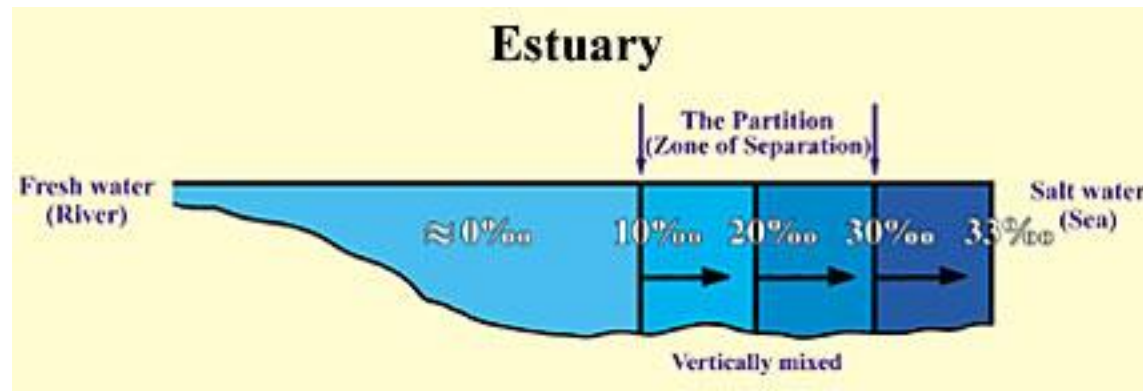 Estuary
The Partition
(Zone of Separation)
Fresh water
(River)
Salt water
(Sea)
≈0‰ 10‰ 20‰ 30‰ 33‰
Vertically mixed